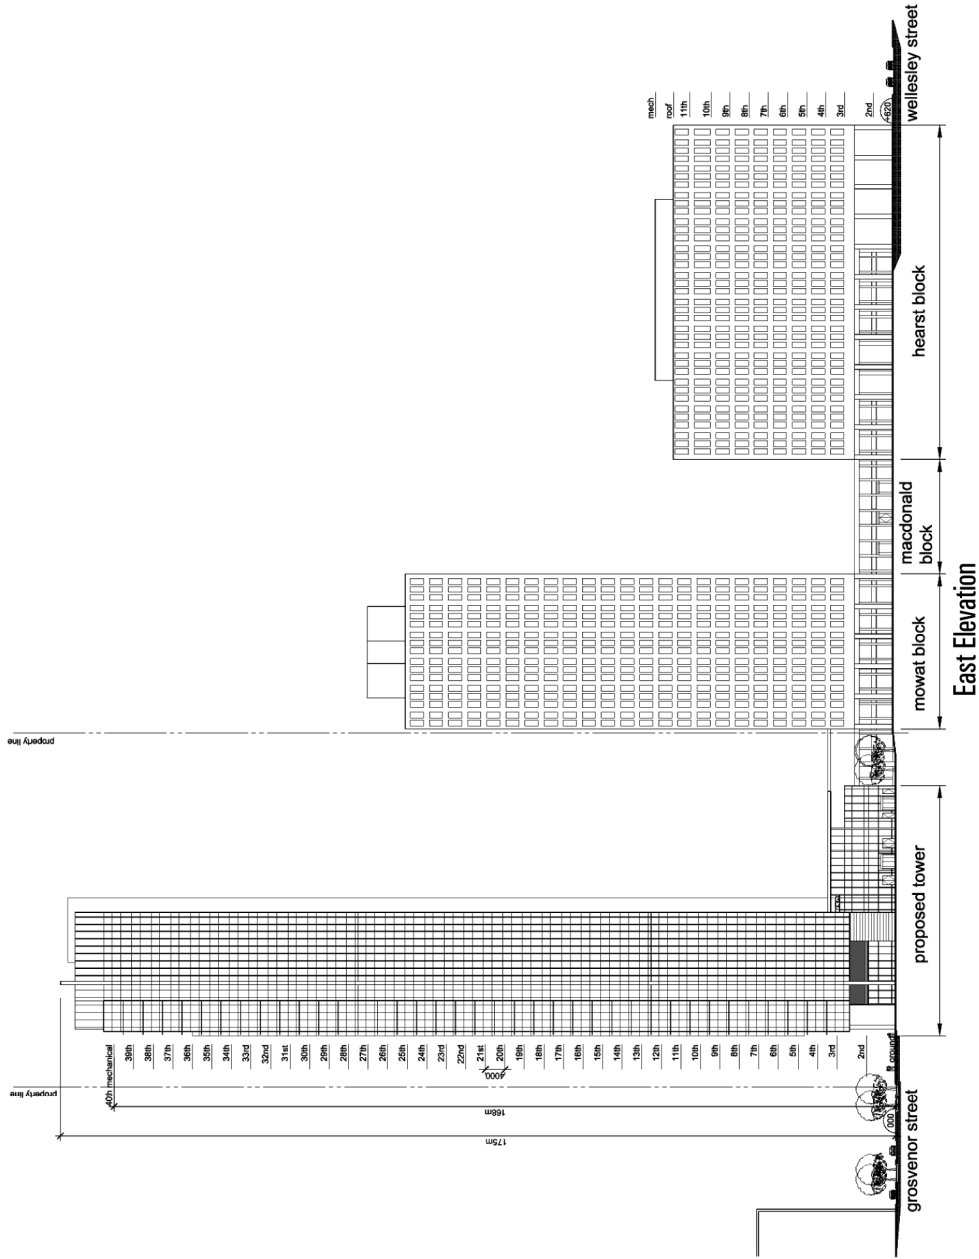 property line
property line
175m
168m
40th mechanical
39th
38th
37th
36th
35th
34th
33rd
32nd
31st
30th
29th
28th
27th
26th
25th
24th
23rd
22nd
21st
4000
20th
19th
18th
17th
16th
15th
14th
13th
12th
11th
10th
9th
8th
7th
6th
5th
4th
3rd
2nd
ground
mech
roof
11th
10th
9th
8th
7th
6th
5th
4th
3rd
2nd
+620
000
grosvenor street
proposed tower
mowat block
macdonald
block
hearst block
wellesley street
East Elevation